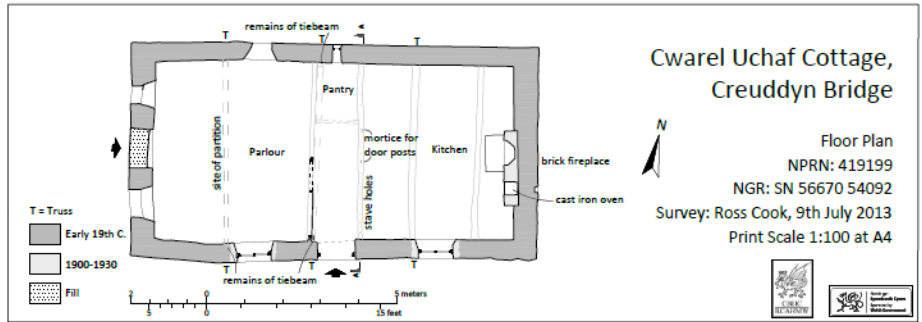 remains of tiebeam
A
T
T
T
Cwarel Uchaf Cottage,
Creuddyn Bridge
Pantry
site of partition
Parlour
mortice for
door posts
Kitchen
stave holes
brick fireplace
cast iron oven
N
Floor Plan
NPRN: 419199
NGR: SN 56670 54092
Survey: Ross Cook, 9th July 2013
Print Scale 1:100 at A4
T = Truss
Early 19th C.
1900-1930
Fill
T
T
A
T
remains of tiebeam
2
0
5 meters
5
0
15 feet
CBHC
RCAHMW